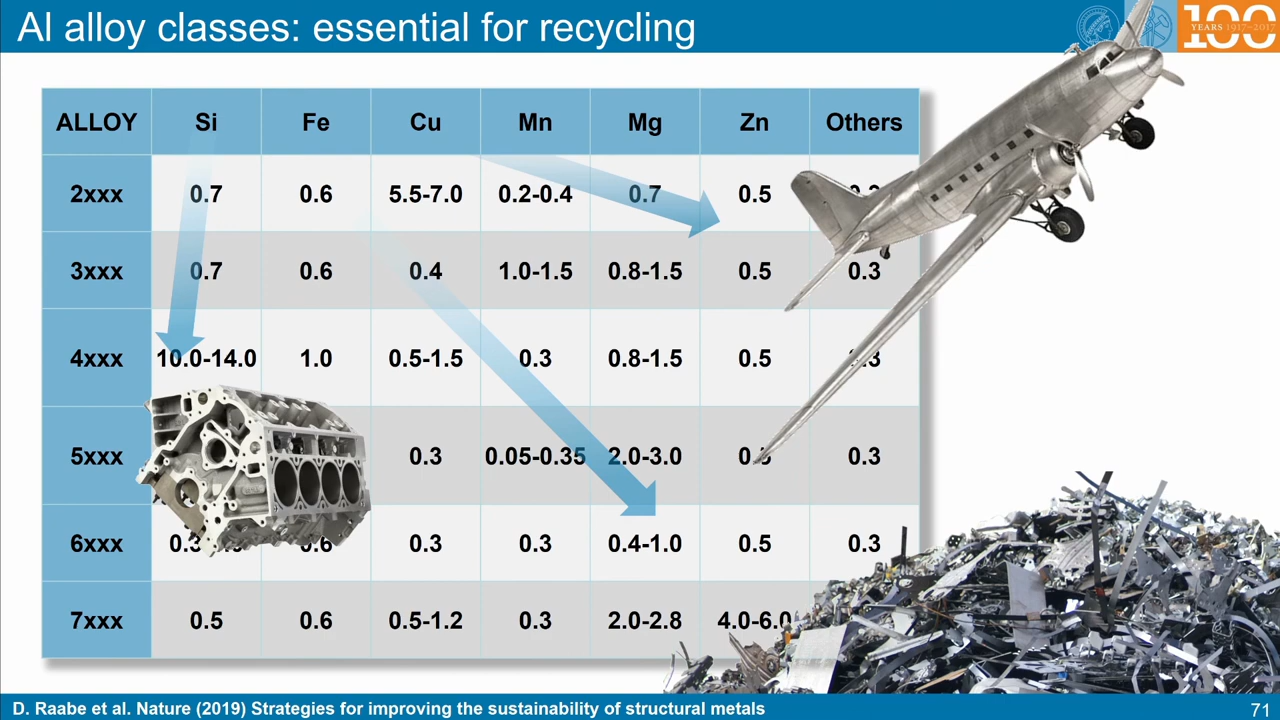 Al alloy classes: essential for recycling
100
YEARS 1917-2017
ALLOY Si Fe Cu Mn Mg Zn Others
2xxx 0.7 0.6 5.5-7.0 0.2-0.4 0.7 0.5
3xxx 0.7 0.6 0.4 1.0-1.5 0.8-1.5 0.5 0.3
4xxx 10.0-14.0 1.0 0.5-1.5 0.3 0.8-1.5 0.5
5xxx 0.3 0.05-0.35 2.0-3.0 0.3
6xxx 0.6 0.3 0.3 0.4-1.0 0.5 0.3
7xxx 0.5 0.6 0.5-1.2 0.3 2.0-2.8 4.0-6.0
D. Raabe et al. Nature (2019) Strategies for improving the sustainability of structural metals
71